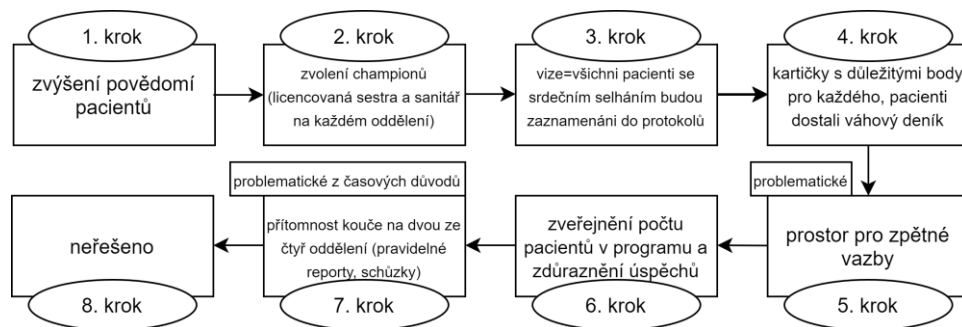 1. krok
zvýšení povědomí
pacientů
2. krok
zvolení championů
(licencovaná sestra a sanitář
na každém oddělení)
3. krok
vize=všichni pacienti se
srdečním selháním budou
zaznamenáni do protokolů
4. krok
kartičky s důležitými body
pro každého, pacienti
dostali váhový deník
problematické
prostor pro zpětné
vazby
5. krok
zveřejnění počtu
pacientů v programu a
zdůraznění úspěchů
6. krok
problematické z časových důvodů
přítomnost kouče na dvou ze
čtyř oddělení (pravidelné
reporty, schůzky)
7. krok
neřešeno
8. krok